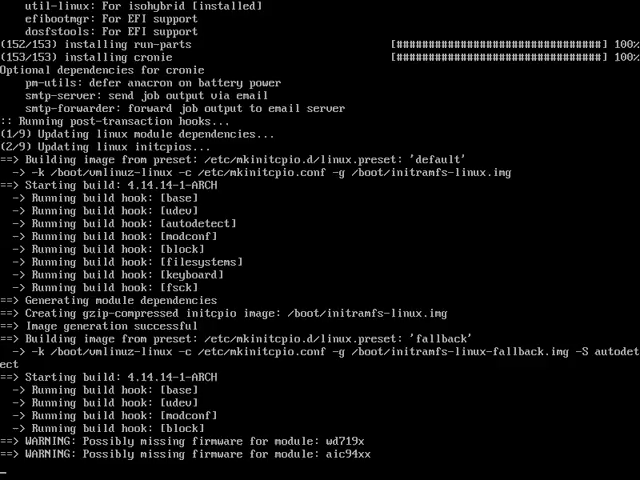 util-linux: For isohybrid [installed]
efibootmgr: For EFI support
dosfstools: For EFI support
(152/153) installing run-parts [################################] 100%
(153/153) installing cronie [################################] 100%
Optional dependencies for cronie
pm-utils: defer anacron on battery power
smtp-server: send job output via email
smtp-forwarder: forward job output to email server
:: Running post-transaction hooks...
(1/9) Updating linux module dependencies...
(2/9) Updating linux initcpios...
==> Building image from preset: /etc/mkinitcpio.d/linux.preset: 'default'
-> -k /boot/vmlinuz-linux -c /etc/mkinitcpio.conf -g /boot/initramfs-linux.img
==> Starting build: 4.14.14-1-ARCH
-> Running build hook: [base]
-> Running build hook: [udev]
-> Running build hook: [autodetect]
-> Running build hook: [modconf]
-> Running build hook: [block]
-> Running build hook: [filesystems]
-> Running build hook: [keyboard]
-> Running build hook: [fsck]
==> Generating module dependencies
==> Creating gzip-compressed initcpio image: /boot/initramfs-linux.img
==> Image generation successful
==> Building image from preset: /etc/mkinitcpio.d/linux.preset: 'fallback'
-> -k /boot/vmlinuz-linux -c /etc/mkinitcpio.conf -g /boot/initramfs-linux-fallback.img -S autodet
ect
==> Starting build: 4.14.14-1-ARCH
-> Running build hook: [base]
-> Running build hook: [udev]
-> Running build hook: [modconf]
-> Running build hook: [block]
==> WARNING: Possibly missing firmware for module: wd719x
==> WARNING: Possibly missing firmware for module: aic94xx
_